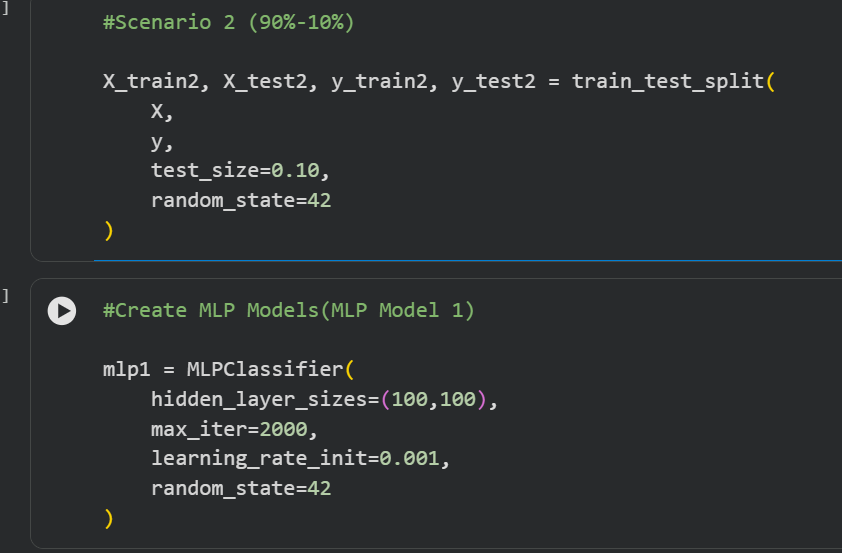 ]
#Scenario 2 (90%-10%)
X_train2, X_test2, y_train2, y_test2 = train_test_split(
    X,
    y,
    test_size=0.10,
    random_state=42
)
]
#Create MLP Models(MLP Model 1)
mlp1 = MLPClassifier(
    hidden_layer_sizes=(100,100),
    max_iter=2000,
    learning_rate_init=0.001,
    random_state=42
)